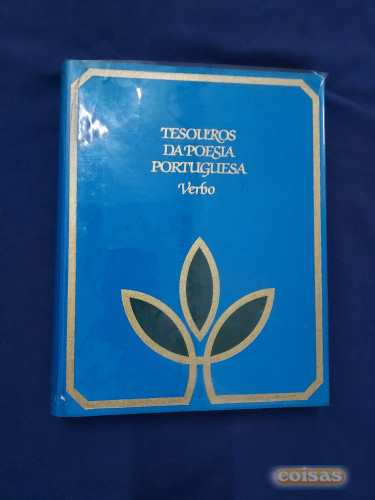 TESOUROS
DA POESIA
PORTUGUESA
Verbo
coisas